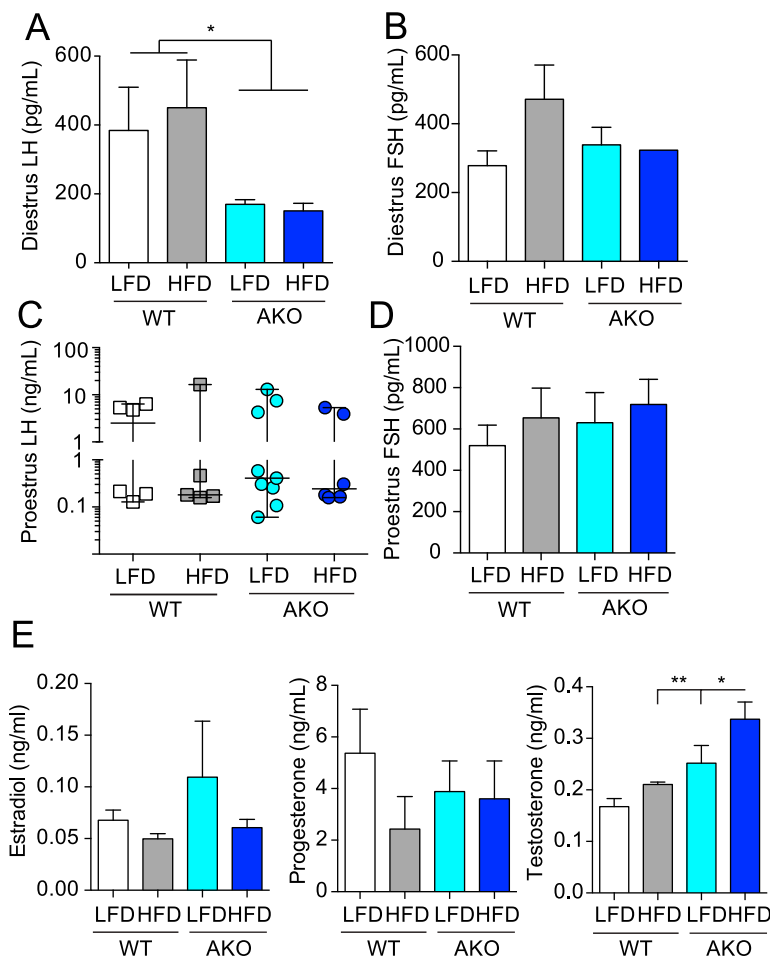 A
*
Diestrus LH (pg/mL)
600
400
200
0
LFD HFD LFD HFD
WT AKO
B
Diestrus FSH (pg/mL)
600
400
200
0
LFD HFD LFD HFD
WT AKO
C
Proestrus LH (ng/mL)
100
10
1
1
0.1
LFD HFD LFD HFD
WT AKO
D
Proestrus FSH (pg/mL)
1000
800
600
400
200
0
LFD HFD LFD HFD
WT AKO
E
Estradiol (ng/ml)
0.20
0.15
0.10
0.05
0.00
LFD HFD LFD HFD
WT AKO
Progesterone (ng/mL)
8
6
4
2
0
LFD HFD LFD HFD
WT AKO
Testosterone (ng/ml)
** *
0.4
0.3
0.2
0.1
0.0
LFD HFD LFD HFD
WT AKO